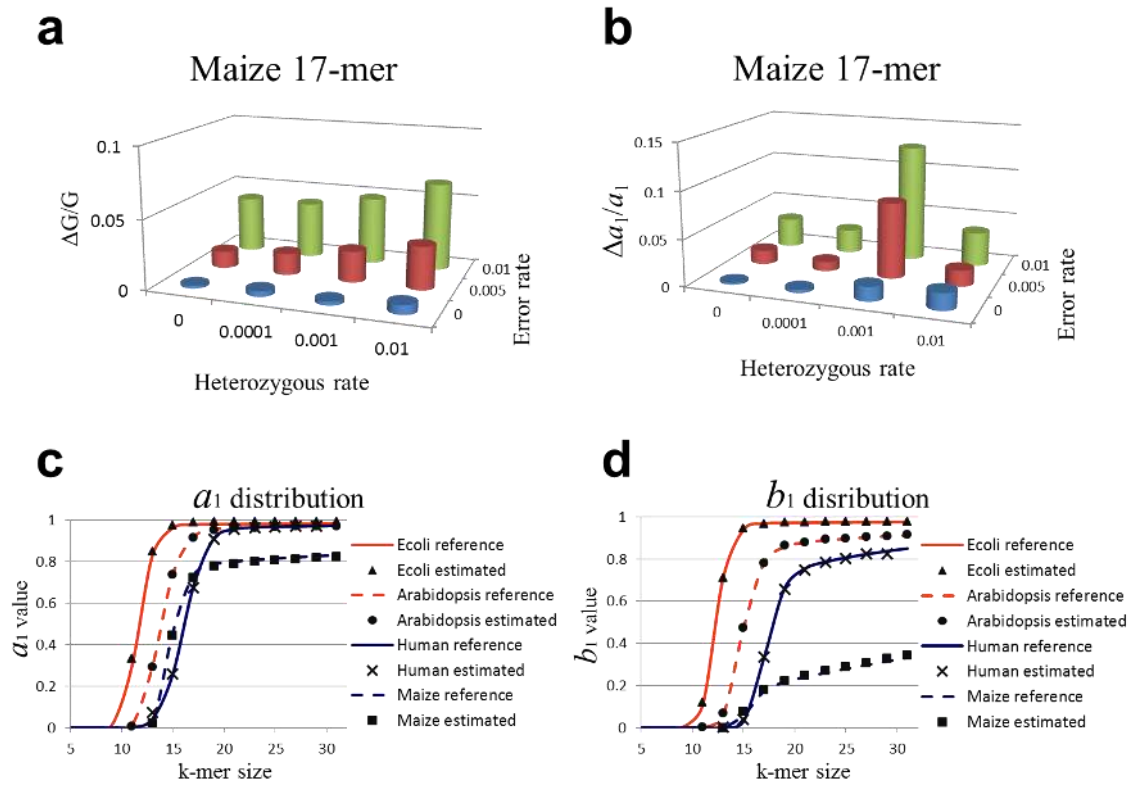 a
Maize 17-mer
0.1
0.05
0
ΔG/G
0
0.0001
0.001
0.01
Heterozygous rate
0
0.005
0.01
Error rate
b
Maize 17-mer
0.15
0.1
0.05
0
Δa₁/a₁
0
0.0001
0.001
0.01
Heterozygous rate
0
0.005
0.01
Error rate
c
a₁ distribution
1
0.8
0.6
0.4
0.2
0
a₁ value
5 10 15 20 25 30
k-mer size
Ecoli reference
Ecoli estimated
Arabidopsis reference
Arabidopsis estimated
Human reference
Human estimated
Maize reference
Maize estimated
d
b₁ disribution
1
0.8
0.6
0.4
0.2
0
b₁ value
5 10 15 20 25 30
k-mer size
Ecoli reference
Ecoli estimated
Arabidopsis reference
Arabidopsis estimated
Human reference
Human estimated
Maize reference
Maize estimated